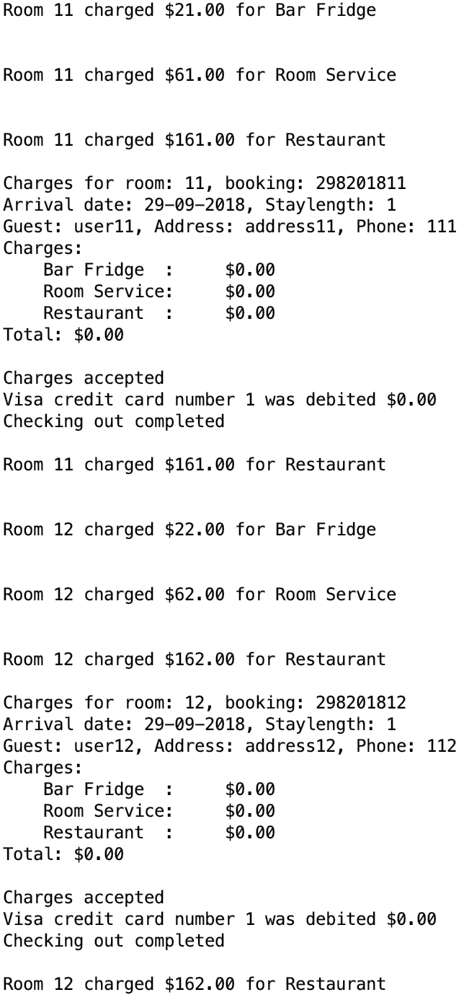 Room 11 charged $21.00 for Bar Fridge
Room 11 charged $61.00 for Room Service
Room 11 charged $161.00 for Restaurant
Charges for room: 11, booking: 298201811
Arrival date: 29-09-2018, Staylength: 1
Guest: user11, Address: address11, Phone: 111
Charges:
Bar Fridge  :     $0.00
Room Service:     $0.00
Restaurant  :     $0.00
Total: $0.00
Charges accepted
Visa credit card number 1 was debited $0.00
Checking out completed
Room 11 charged $161.00 for Restaurant
Room 12 charged $22.00 for Bar Fridge
Room 12 charged $62.00 for Room Service
Room 12 charged $162.00 for Restaurant
Charges for room: 12, booking: 298201812
Arrival date: 29-09-2018, Staylength: 1
Guest: user12, Address: address12, Phone: 112
Charges:
Bar Fridge  :     $0.00
Room Service:     $0.00
Restaurant  :     $0.00
Total: $0.00
Charges accepted
Visa credit card number 1 was debited $0.00
Checking out completed
Room 12 charged $162.00 for Restaurant